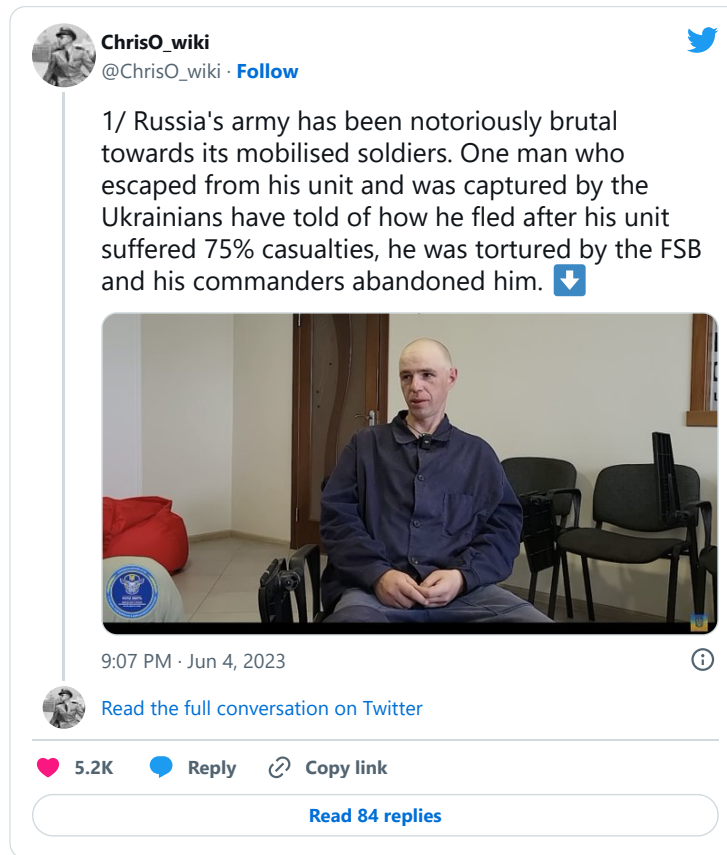 ChrisO_wiki
@ChrisO_wiki · Follow
1/ Russia's army has been notoriously brutal
towards its mobilised soldiers. One man who
escaped from his unit and was captured by the
Ukrainians have told of how he fled after his unit
suffered 75% casualties, he was tortured by the FSB
and his commanders abandoned him.
9:07 PM · Jun 4, 2023
Read the full conversation on Twitter
5.2K Reply Copy link
Read 84 replies